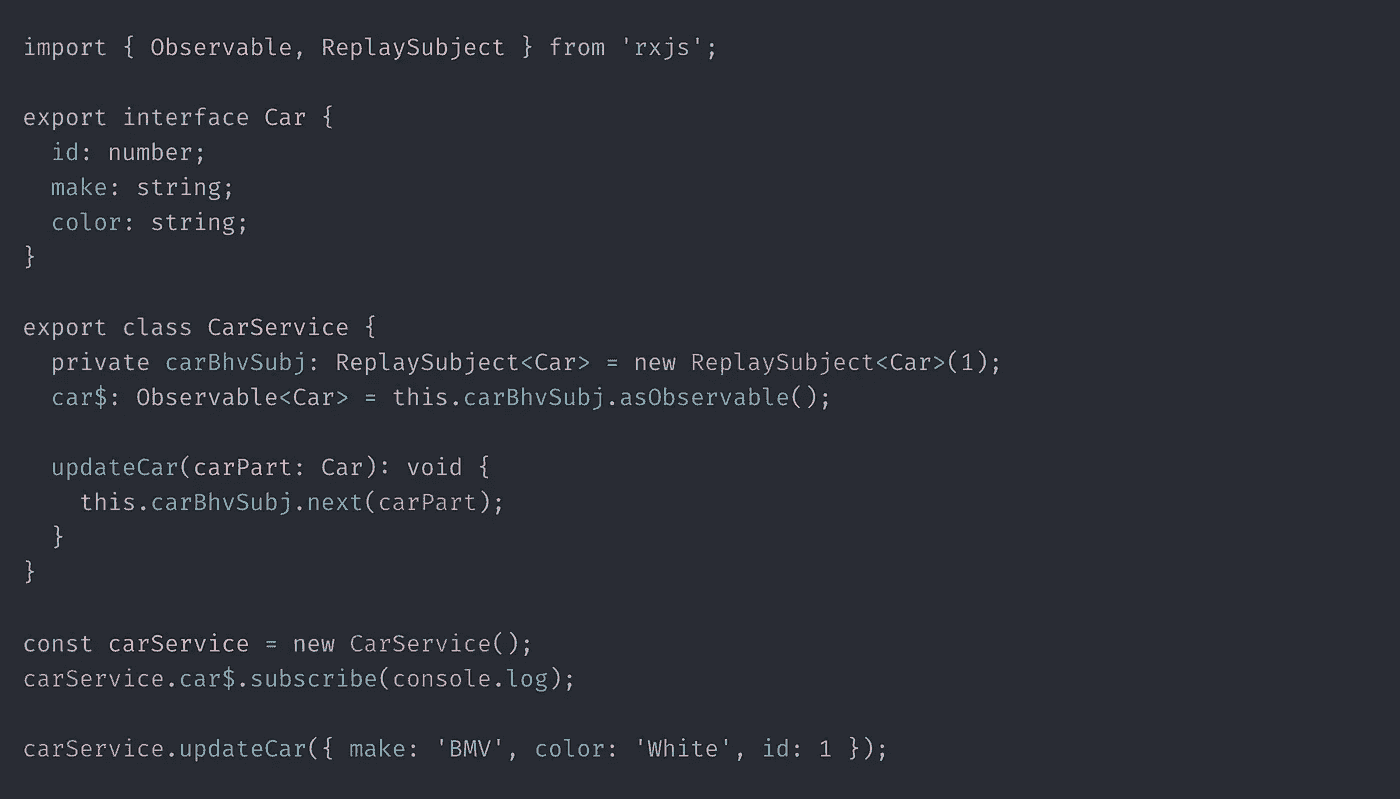 import { Observable, ReplaySubject } from 'rxjs';

export interface Car {
  id: number;
  make: string;
  color: string;
}

export class CarService {
  private carBhvSubj: ReplaySubject<Car> = new ReplaySubject<Car>(1);
  car$: Observable<Car> = this.carBhvSubj.asObservable();

  updateCar(carPart: Car): void {
    this.carBhvSubj.next(carPart);
  }
}

const carService = new CarService();
carService.car$.subscribe(console.log);

carService.updateCar({ make: 'BMV', color: 'White', id: 1 });